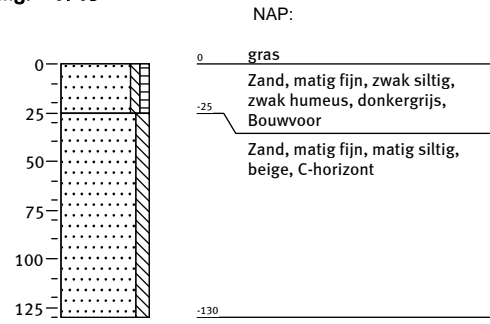 NAP:
0
gras
Zand, matig fijn, zwak siltig,
zwak humeus, donkergrijs,
Bouwvoor
-25
Zand, matig fijn, matig siltig,
beige, C-horizont
-130
0
25
50
75
100
125